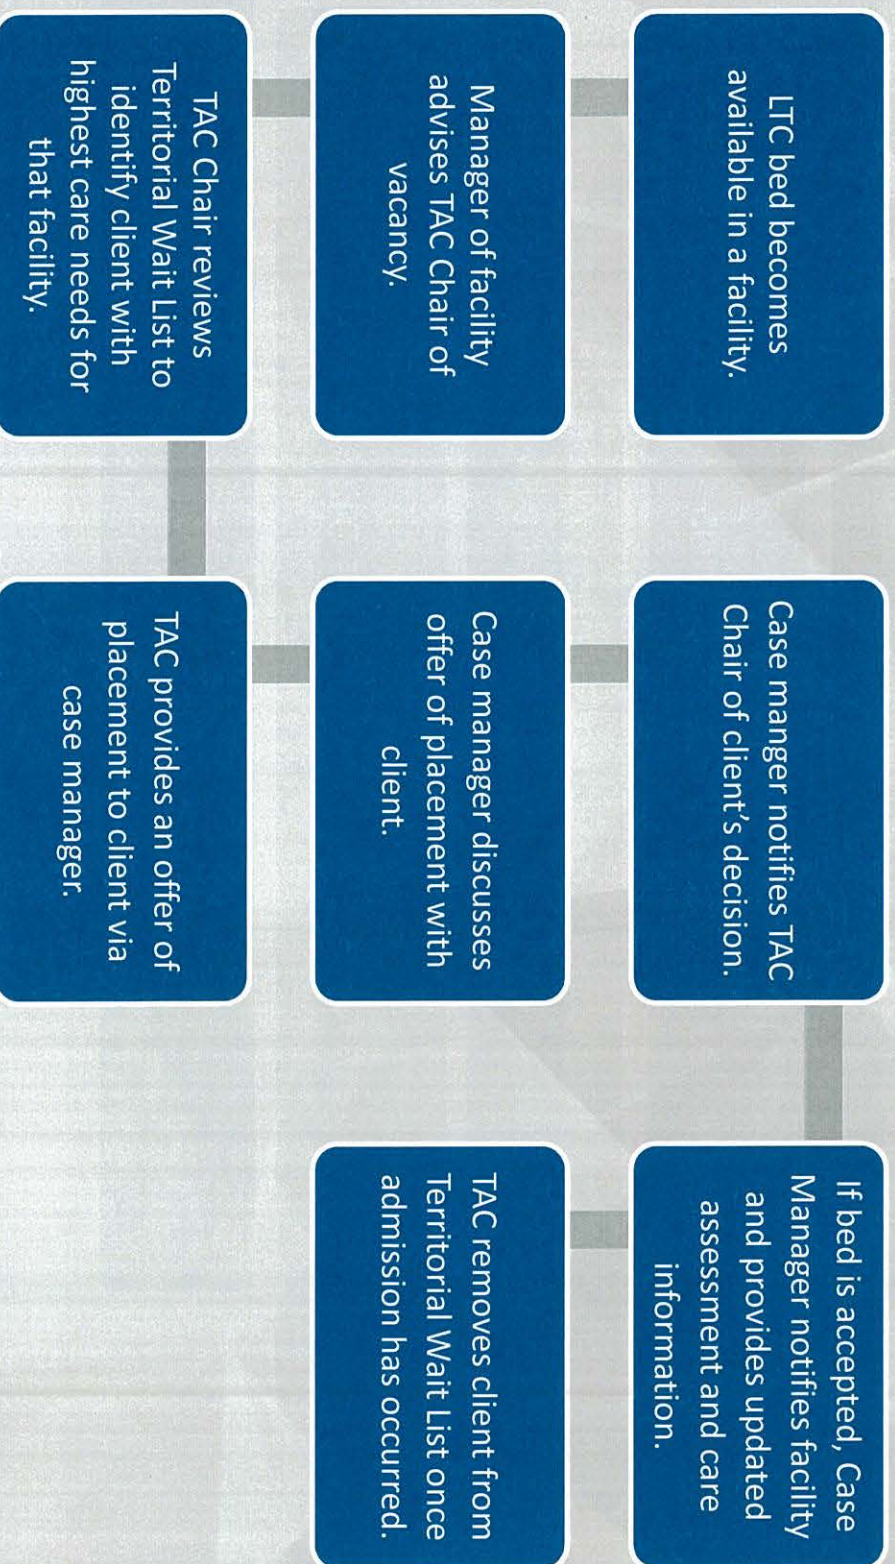 LTC bed becomes
available in a facility.
Manager of facility
advises TAC Chair of
vacancy.
TAC Chair reviews
Territorial Wait List to
identify client with
highest care needs for
that facility.
TAC provides an offer of
placement to client via
case manager.
Case manager discusses
offer of placement with
client.
Case manger notifies TAC
Chair of client's decision.
If bed is accepted, Case
Manager notifies facility
and provides updated
assessment and care
information.
TAC removes client from
Territorial Wait List once
admission has occurred.